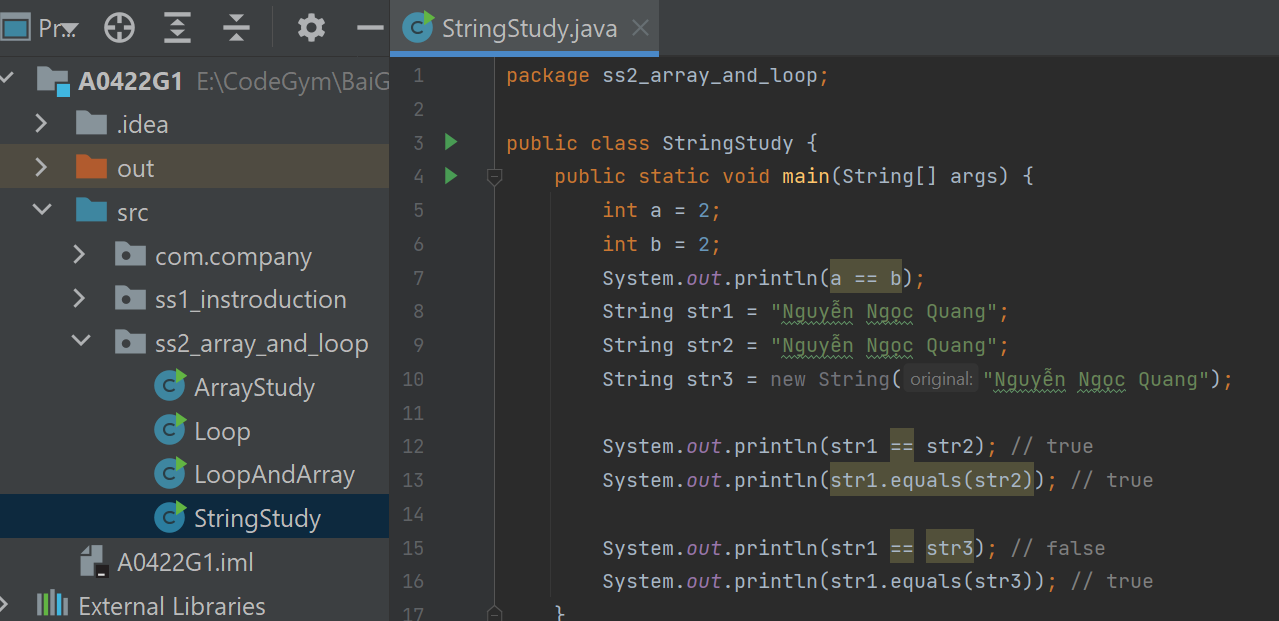 Pr...
StringStudy.java
A0422G1 E:\CodeGym\BaiG
.idea
out
src
com.company
ss1_instroduction
ss2_array_and_loop
ArrayStudy
Loop
LoopAndArray
StringStudy
A0422G1.iml
External Libraries
1 package ss2_array_and_loop;
2
3 public class StringStudy {
4 public static void main(String[] args) {
5 int a = 2;
6 int b = 2;
7 System.out.println(a == b);
8 String str1 = "Nguyễn Ngọc Quang";
9 String str2 = "Nguyễn Ngọc Quang";
10 String str3 = new String( original: "Nguyễn Ngọc Quang");
11
12 System.out.println(str1 == str2); // true
13 System.out.println(str1.equals(str2)); // true
14
15 System.out.println(str1 == str3); // false
16 System.out.println(str1.equals(str3)); // true
17 }